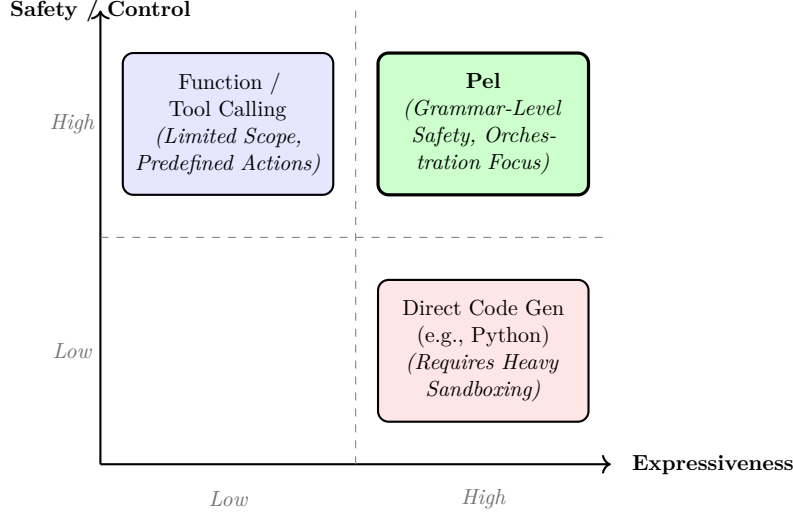 Safety / Control
High
Function /
Tool Calling
(Limited Scope,
Predefined Actions)
Pel
(Grammar-Level
Safety, Orches-
tration Focus)
Low
Direct Code Gen
(e.g., Python)
(Requires Heavy
Sandboxing)
Expressiveness
Low
High